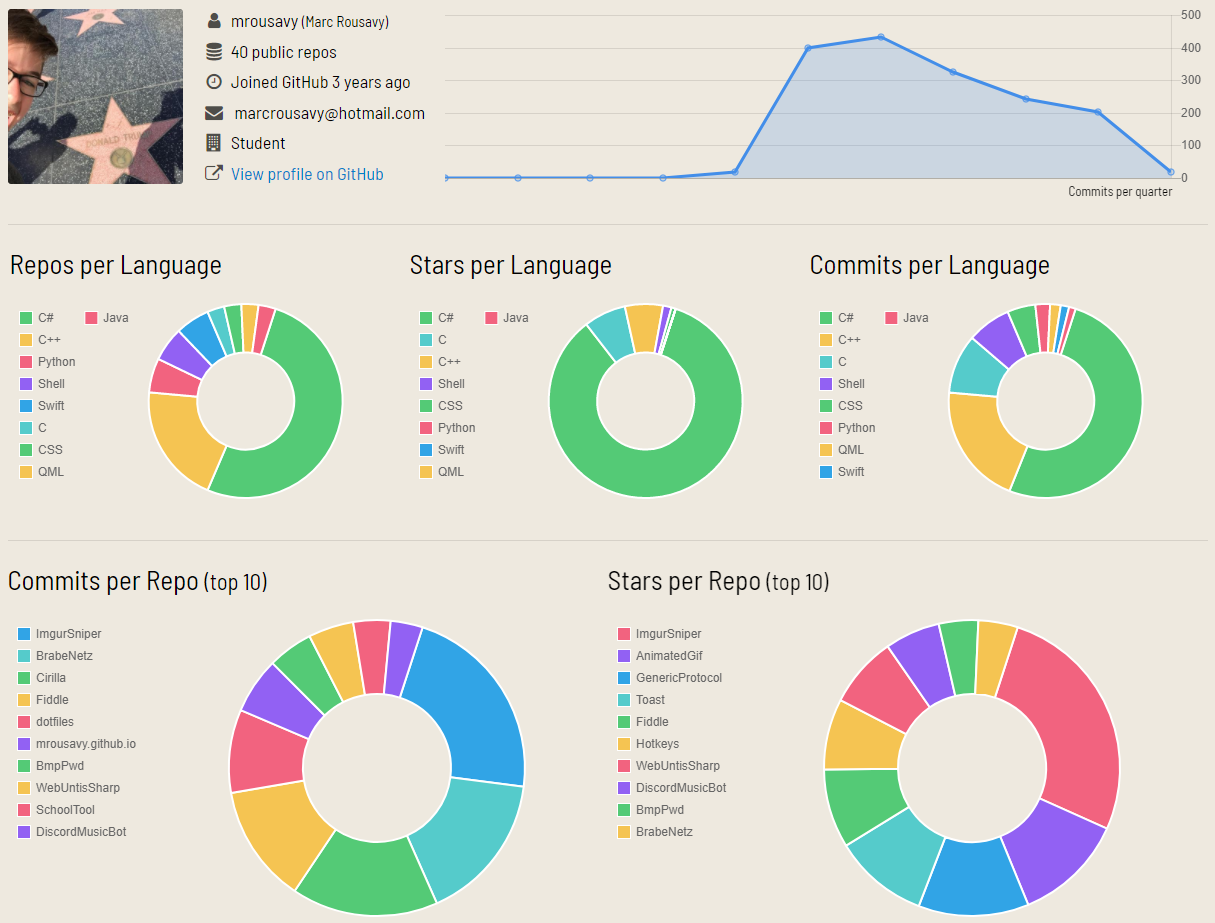 mrousavy (Marc Rousavy)
40 public repos
Joined GitHub 3 years ago
marcrousavy@hotmail.com
Student
View profile on GitHub
DONALD TRUMP
500
400
300
200
100
0
Commits per quarter
Repos per Language
C# Java
C++
Python
Shell
Swift
C
CSS
QML
Stars per Language
C# Java
C
C++
Shell
CSS
Python
Swift
QML
Commits per Language
C# Java
C++
C
Shell
CSS
Python
QML
Swift
Commits per Repo (top 10)
ImgurSniper
BrabeNetz
Cirilla
Fiddle
dotfiles
mrousavy.github.io
BmpPwd
WebUntisSharp
SchoolTool
DiscordMusicBot
Stars per Repo (top 10)
ImgurSniper
AnimatedGif
GenericProtocol
Toast
Fiddle
Hotkeys
WebUntisSharp
DiscordMusicBot
BmpPwd
BrabeNetz